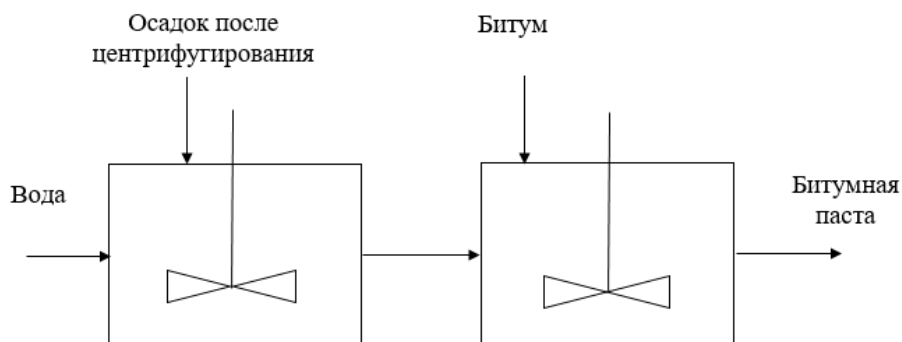 Осадок после
центрифугирования
Битум
Вода
Битумная
паста